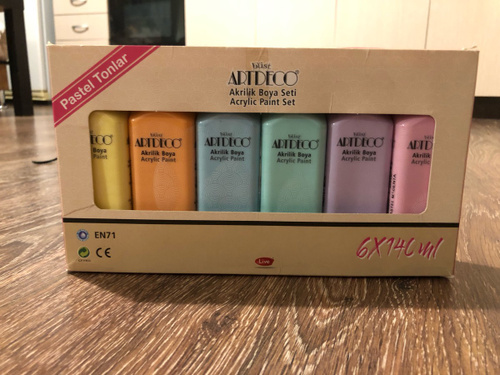 Pastel Tonlar
ARTDECO
Akrilik Boya Seti
Acrylic Paint Set
ARTDECO
Boya
Paint
ARTDECO
Akrilik Boya
Acrylic Paint
ARTDECO
Akrilik Boya
Acrylic Paint
ARTDECO
Akrilik Boya
Acrylic Paint
ARTDECO
Akrilik Boya
Acrylic Paint
ARTDECO
Akrilik
Acrylic
EN71
CE
6X140 ml